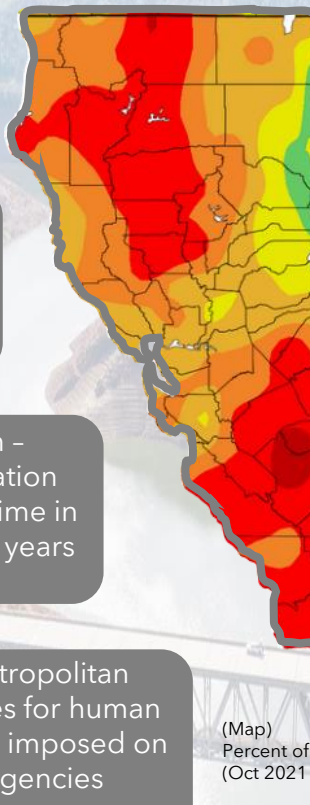 n –
ation
ime in
years
tropolitan
es for human
imposed on
gencies
(Map)
Percent of
(Oct 2021